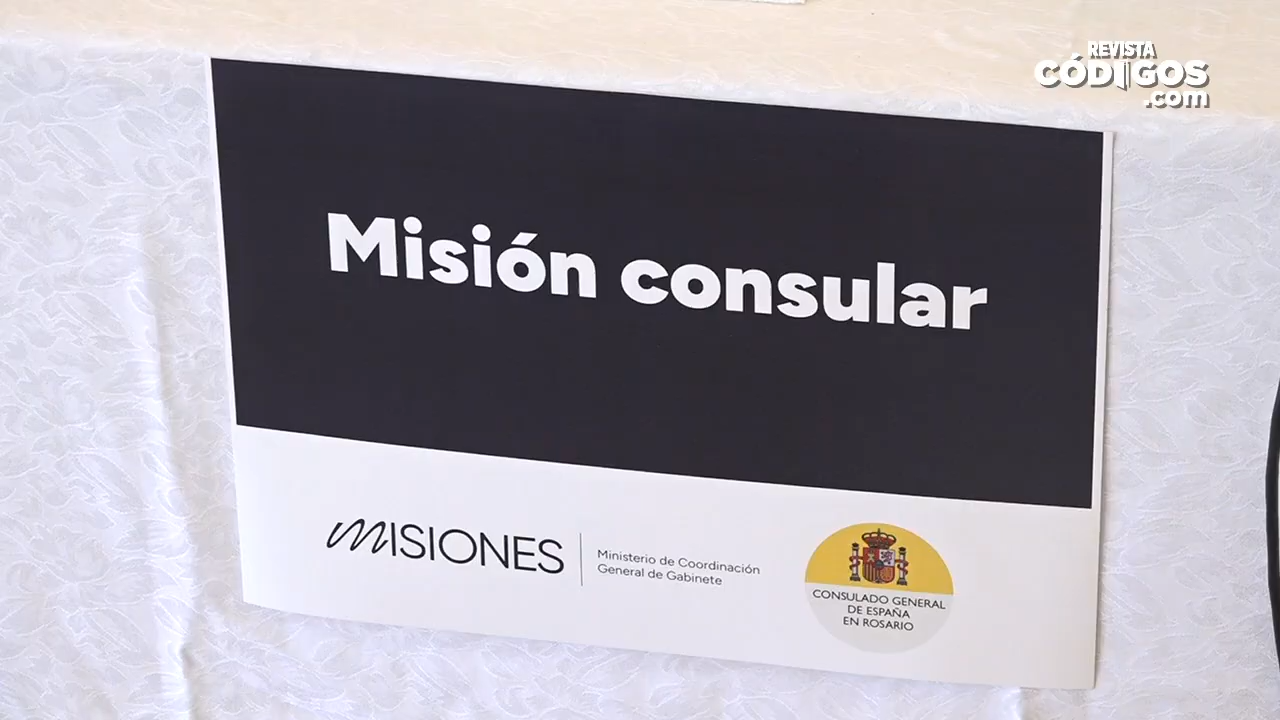 REVISTA
CÓDIGOS
.com
Misión consular
MISIONES
Ministerio de Coordinación
General de Gabinete
CONSULADO GENERAL
DE ESPAÑA
EN ROSARIO